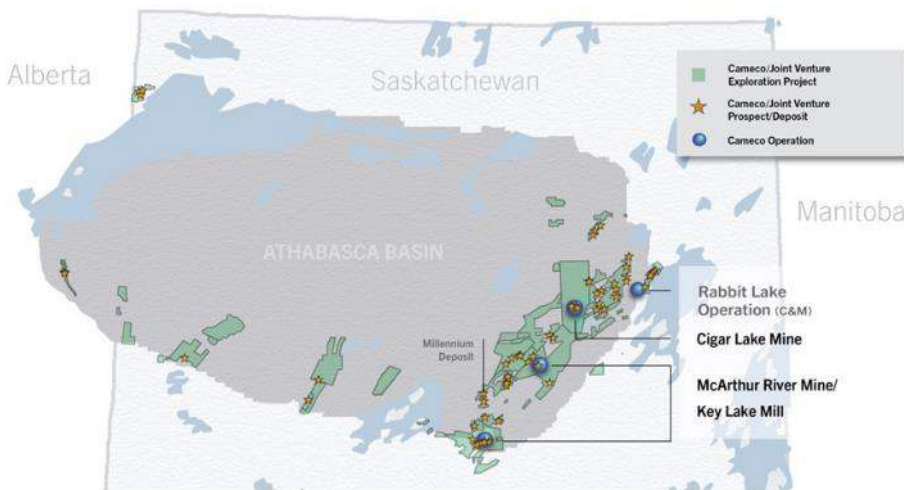 Alberta
Saskatchewan
Cameco/Joint Venture
Exploration Project
Cameco/Joint Venture
Prospect/Deposit
Cameco Operation
Manitoba
ATHABASCA BASIN
Rabbit Lake
Operation (C&M)
Millennium
Deposit
Cigar Lake Mine
McArthur River Mine/
Key Lake Mill